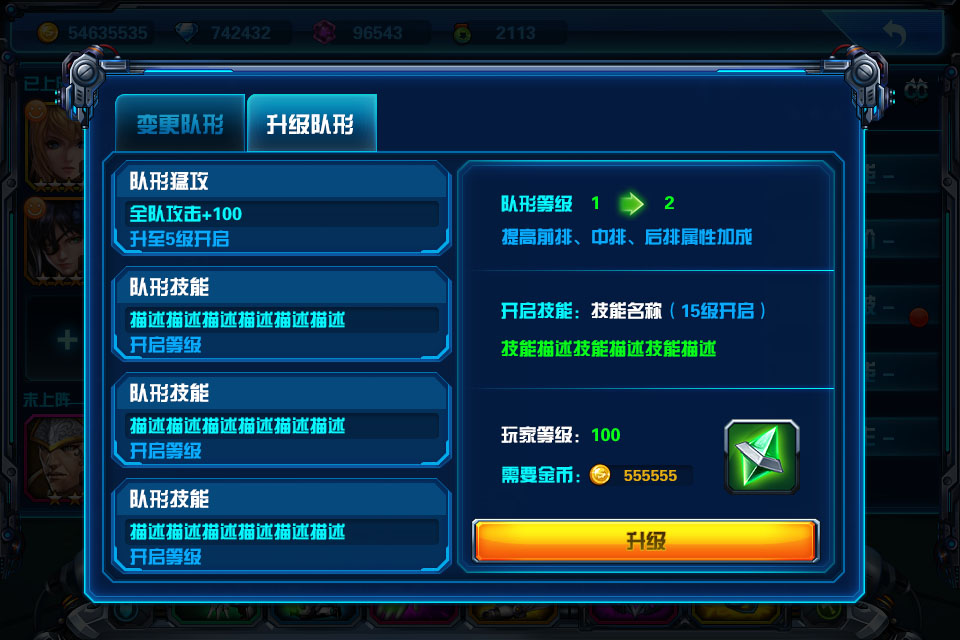 54635535 742432 96543 2113
已上
变更队形 升级队形
队形猛攻
全队攻击+100
升至5级开启
队形技能
描述描述描述描述描述描述
开启等级
队形技能
描述描述描述描述描述描述
开启等级
队形技能
描述描述描述描述描述描述
开启等级
队形等级 1 2
提高前排、中排、后排属性加成
开启技能：技能名称（15级开启）
技能描述技能描述技能描述
玩家等级：100
需要金币： 555555
升级
未上阵